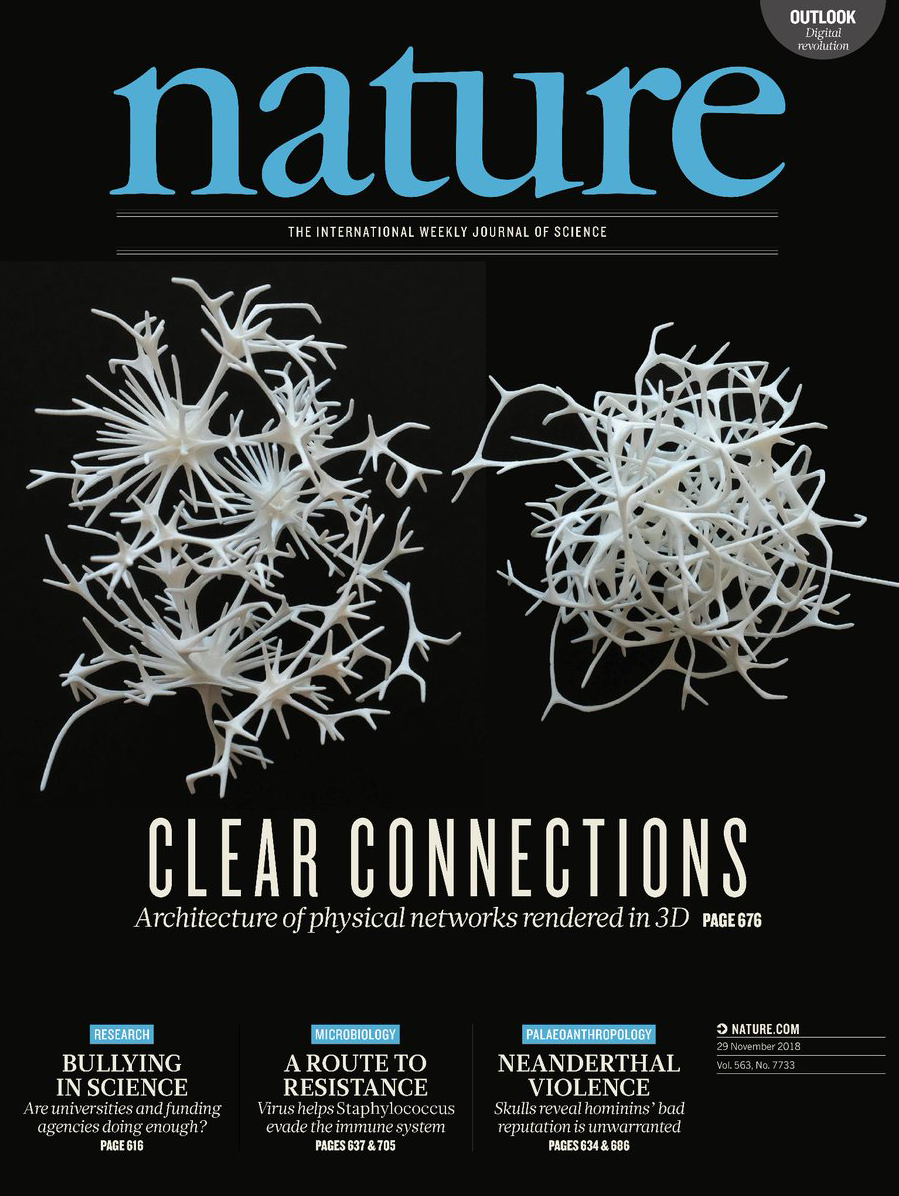 OUTLOOK
Digital
revolution
nature
THE INTERNATIONAL WEEKLY JOURNAL OF SCIENCE
CLEAR CONNECTIONS
Architecture of physical networks rendered in 3D PAGE 676
RESEARCH
BULLYING
IN SCIENCE
Are universities and funding
agencies doing enough?
PAGE 616
MICROBIOLOGY
A ROUTE TO
RESISTANCE
Virus helps Staphylococcus
evade the immune system
PAGES 637 & 705
PALAEOANTHROPOLOGY
NEANDERTHAL
VIOLENCE
Skulls reveal hominins’ bad
reputation is unwarranted
PAGES 634 & 686
NATURE.COM
29 November 2018
Vol. 563, No. 7733